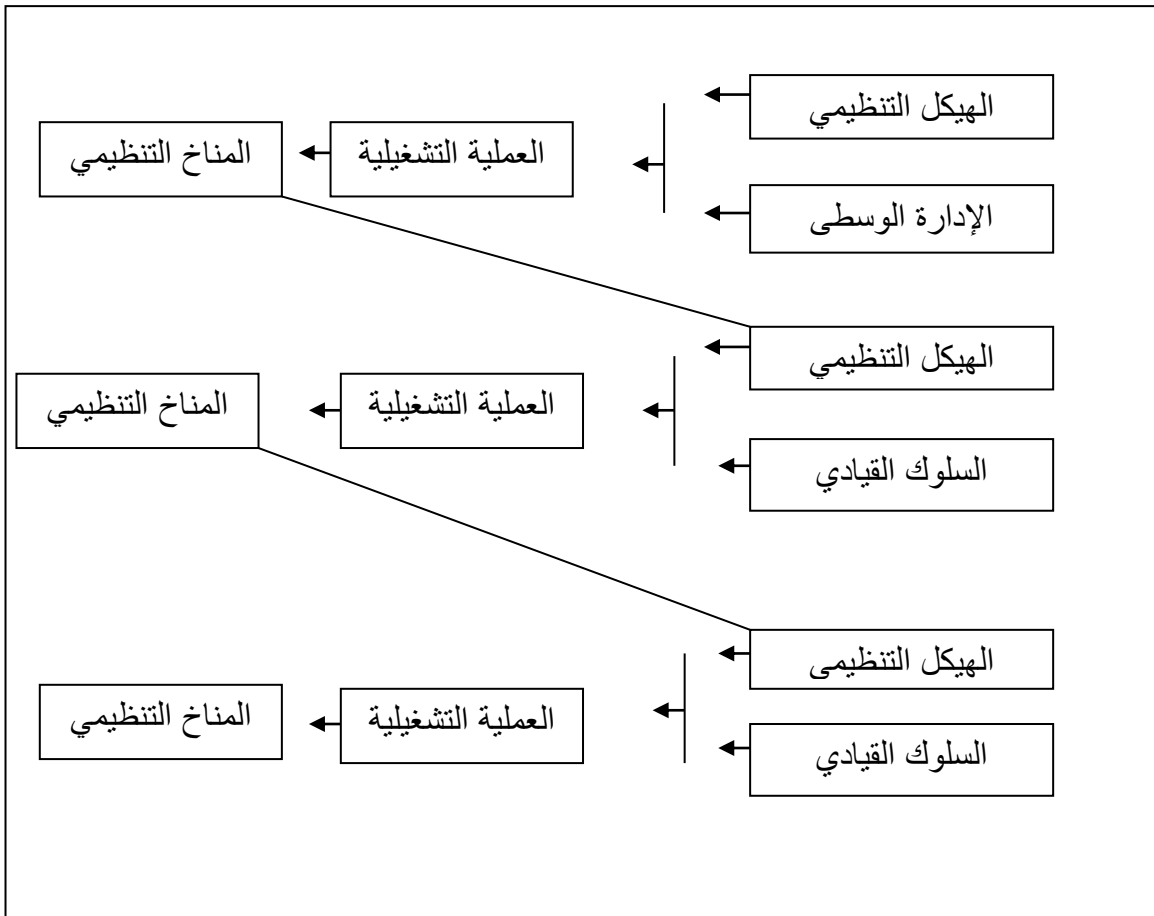 الهيكل التنظيمي
الإدارة الوسطى
العملية التشغيلية
المناخ التنظيمي
الهيكل التنظيمي
السلوك القيادي
العملية التشغيلية
المناخ التنظيمي
الهيكل التنظيمى
السلوك القيادي
العملية التشغيلية
المناخ التنظيمي